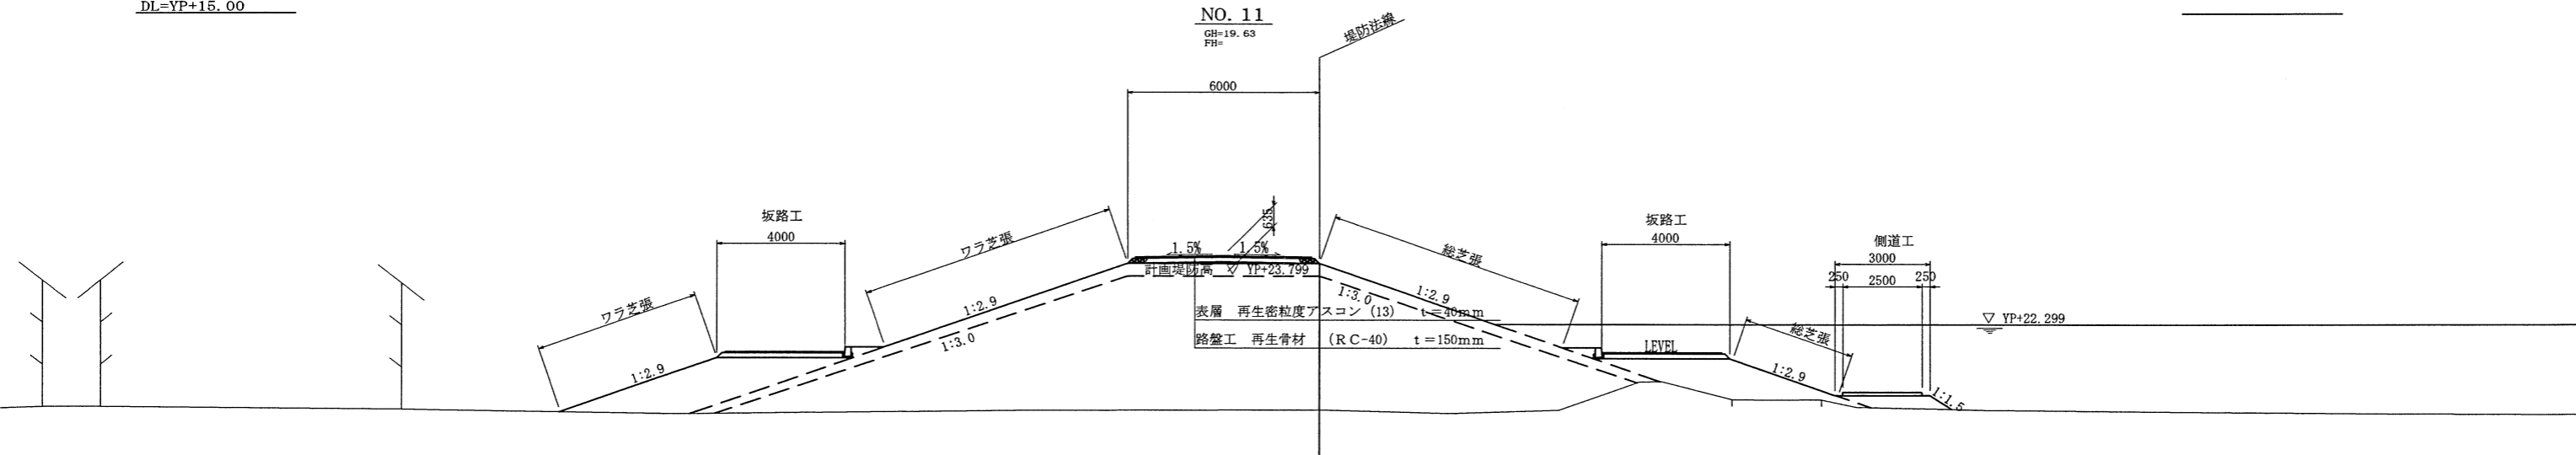 DL=YP+15.00
NO. 11
GH=19.63
FH=
堤防法線
6000
635
坂路工
4000
ワラ芝張
1.5%
1.5%
総芝張
坂路工
4000
側道工
3000
250
2500
250
計画堤防高 YP+23.799
ワラ芝張
1:2.9
1:3.0
1:2.9
表層 再生密粒度アスコン (13) t=40mm
路盤工 再生骨材 (RC-40) t=150mm
1:3.0
1:2.9
▽ YP+22.299
総芝張
LEVEL
1:2.9
1:2.9
1:1.5